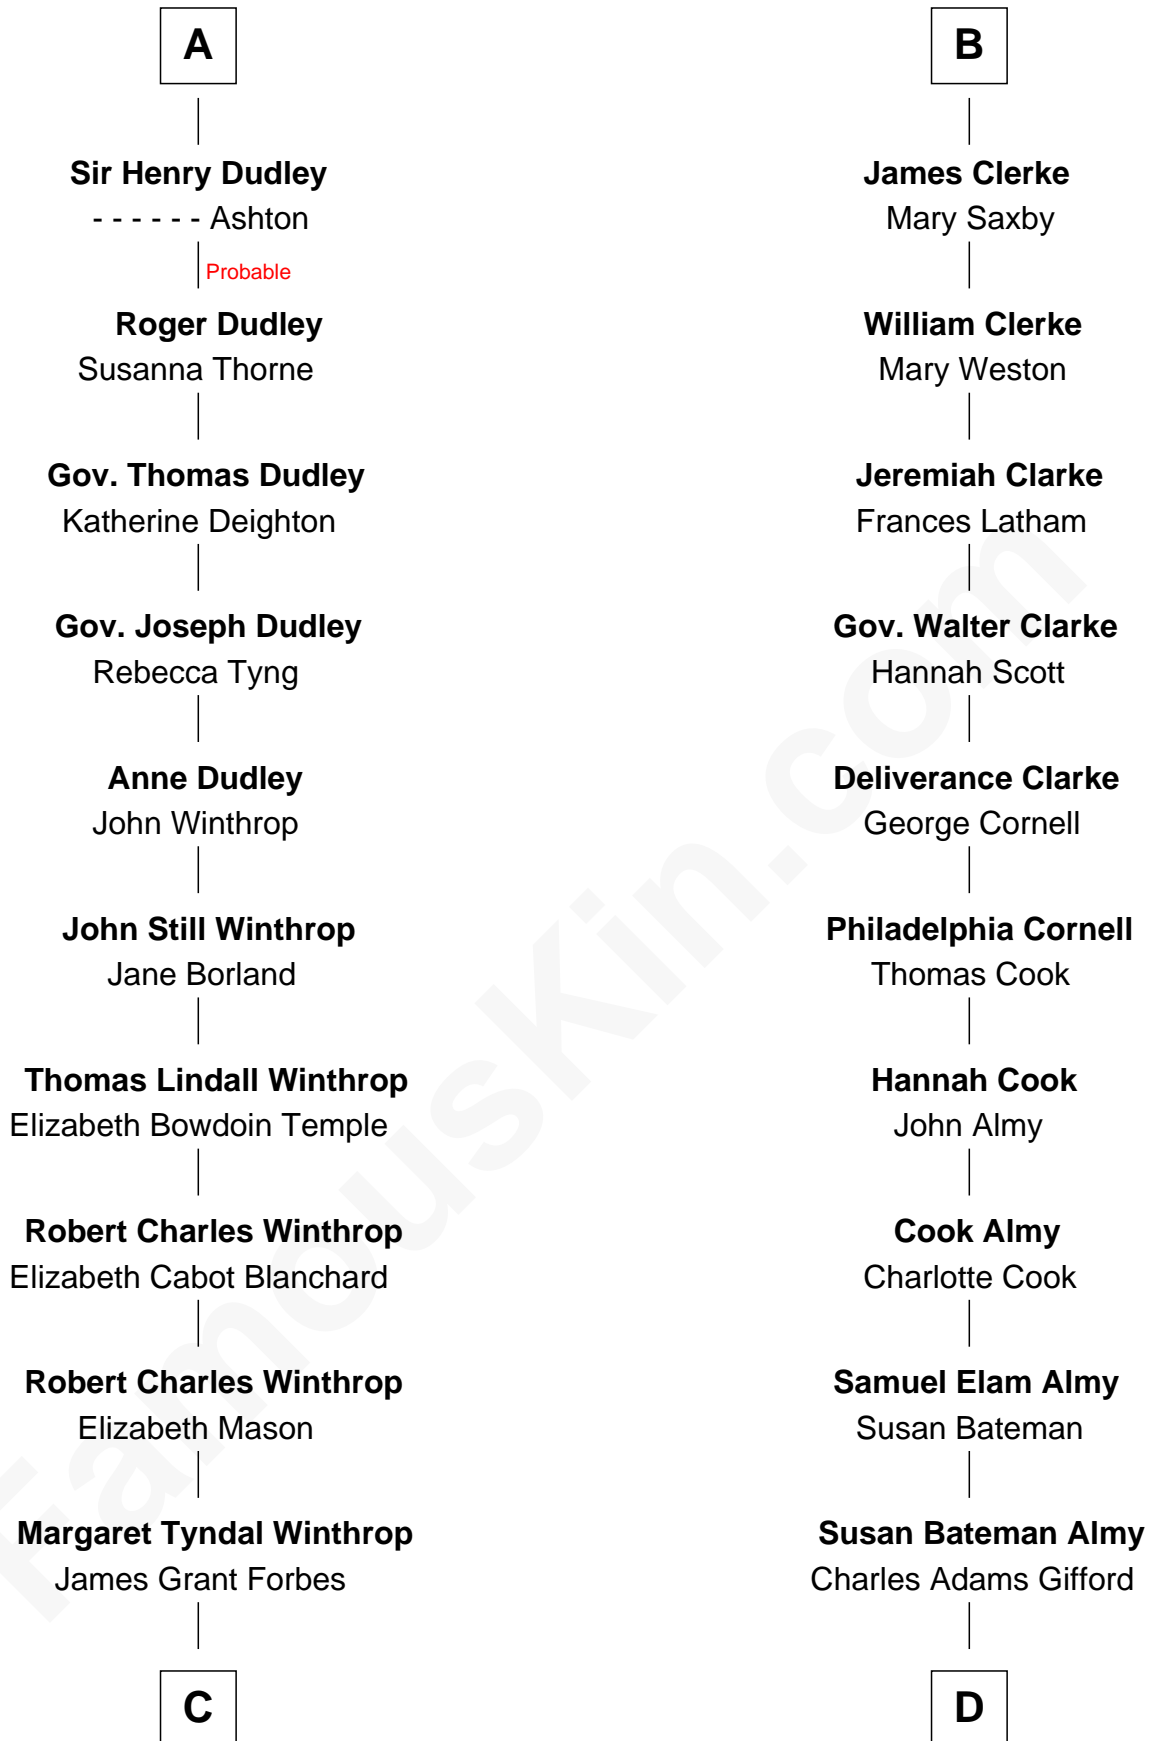 A
Sir Henry Dudley
- - - - - - Ashton
Probable
Roger Dudley
Susanna Thorne
Gov. Thomas Dudley
Katherine Deighton
Gov. Joseph Dudley
Rebecca Tyng
Anne Dudley
John Winthrop
John Still Winthrop
Jane Borland
Thomas Lindall Winthrop
Elizabeth Bowdoin Temple
Robert Charles Winthrop
Elizabeth Cabot Blanchard
Robert Charles Winthrop
Elizabeth Mason
Margaret Tyndal Winthrop
James Grant Forbes
C
B
James Clerke
Mary Saxby
William Clerke
Mary Weston
Jeremiah Clarke
Frances Latham
Gov. Walter Clarke
Hannah Scott
Deliverance Clarke
George Cornell
Philadelphia Cornell
Thomas Cook
Hannah Cook
John Almy
Cook Almy
Charlotte Cook
Samuel Elam Almy
Susan Bateman
Susan Bateman Almy
Charles Adams Gifford
D
FamousKin.com